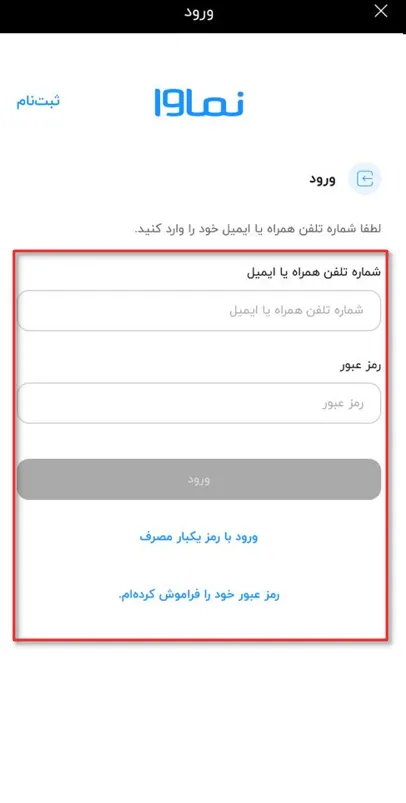 ورود
نماوا
ثبت‌نام
ورود
لطفا شماره تلفن همراه یا ایمیل خود را وارد کنید.
شماره تلفن همراه یا ایمیل
شماره تلفن همراه یا ایمیل
رمز عبور
رمز عبور
ورود
ورود با رمز یکبار مصرف
رمز عبور خود را فراموش کرده‌ام.